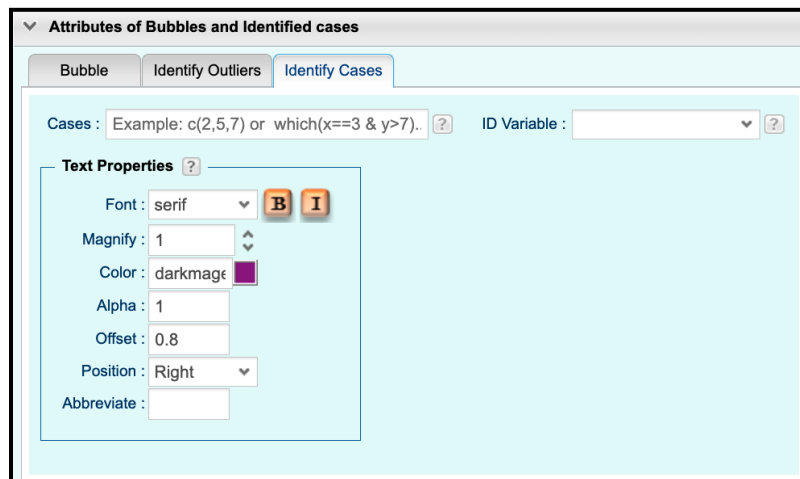 Attributes of Bubbles and Identified cases
Bubble Identify Outliers Identify Cases
Cases : Example: c(2,5,7) or which(x==3 & y>7).. ? ID Variable : ?
Text Properties ?
Font : serif B I
Magnify : 1
Color : darkmage
Alpha : 1
Offset : 0.8
Position : Right
Abbreviate :